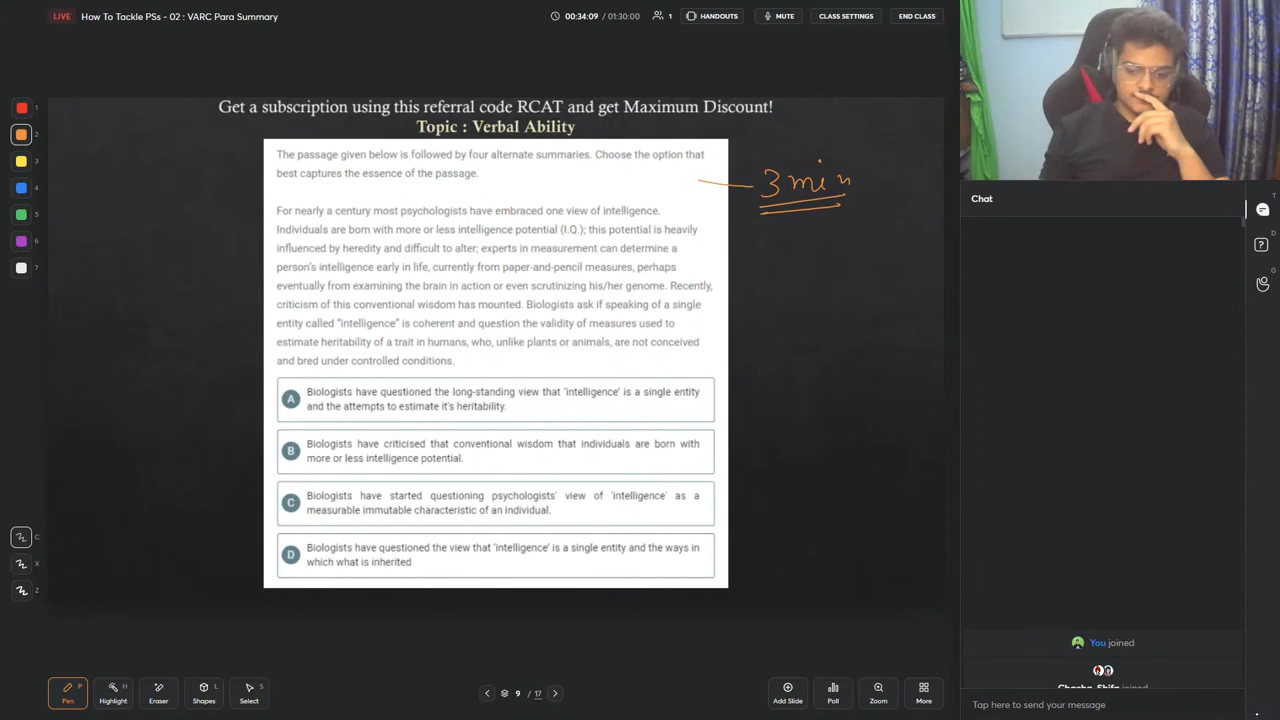 LIVE How To Tackle PSs - 02 : VARC Para Summary 00:34:09 / 01:30:00 1 HANDOUTS MUTE CLASS SETTINGS END CLASS
Get a subscription using this referral code RCAT and get Maximum Discount!
Topic : Verbal Ability
The passage given below is followed by four alternate summaries. Choose the option that
best captures the essence of the passage.
3 min
For nearly a century most psychologists have embraced one view of intelligence.
Individuals are born with more or less intelligence potential (I.Q.); this potential is heavily
influenced by heredity and difficult to alter; experts in measurement can determine a
person's intelligence early in life, currently from paper-and-pencil measures, perhaps
eventually from examining the brain in action or even scrutinizing his/her genome. Recently,
criticism of this conventional wisdom has mounted. Biologists ask if speaking of a single
entity called "intelligence" is coherent and question the validity of measures used to
estimate heritability of a trait in humans, who, unlike plants or animals, are not conceived
and bred under controlled conditions.
A Biologists have questioned the long-standing view that 'intelligence' is a single entity
and the attempts to estimate it's heritability.
B Biologists have criticised that conventional wisdom that individuals are born with
more or less intelligence potential.
C Biologists have started questioning psychologists' view of 'intelligence' as a
measurable immutable characteristic of an individual.
D Biologists have questioned the view that 'intelligence' is a single entity and the ways in
which what is inherited
1
2
3
4
5
6
7
C
X
Z
P
Pen
H
Highlight
Eraser
L
Shapes
S
Select
9 / 17
Add Slide
Poll
Zoom
More
Chat
T
D
G
You joined
Chasha, Shifa joined
Tap here to send your message